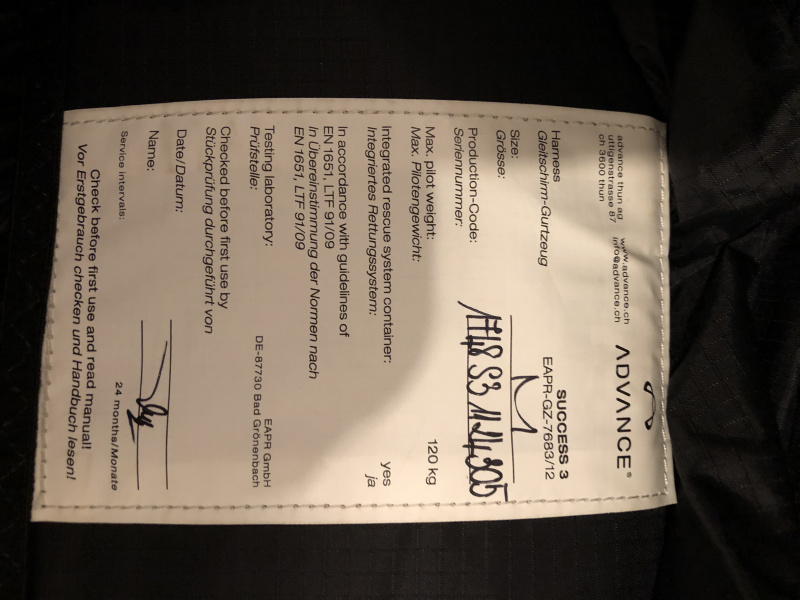 ADVANCE®
advance thun ag www.advance.ch
uttigenstrasse 87 info@advance.ch
ch 3600 thun
Harness SUCCESS 3
Gleitschirm-Gurtzeug EAPR-GZ-7683/12
Size: M
Grösse:
Production-Code:
Seriennummer:
Max. pilot weight: 120 kg
Max. Pilotengewicht:
Integrated rescue system container: yes
Integriertes Rettungssystem: ja
In accordance with guidelines of
EN 1651, LTF 91/09
In Übereinstimmung der Normen nach
EN 1651, LTF 91/09
Testing laboratory: EAPR GmbH
Prüfstelle: DE-87730 Bad Grönenbach
Checked before first use by
Stückprüfung durchgeführt von
Date/Datum:
Name:
Service intervals: 24 months/Monate
Check before first use and read manual!
Vor Erstgebrauch checken und Handbuch lesen!